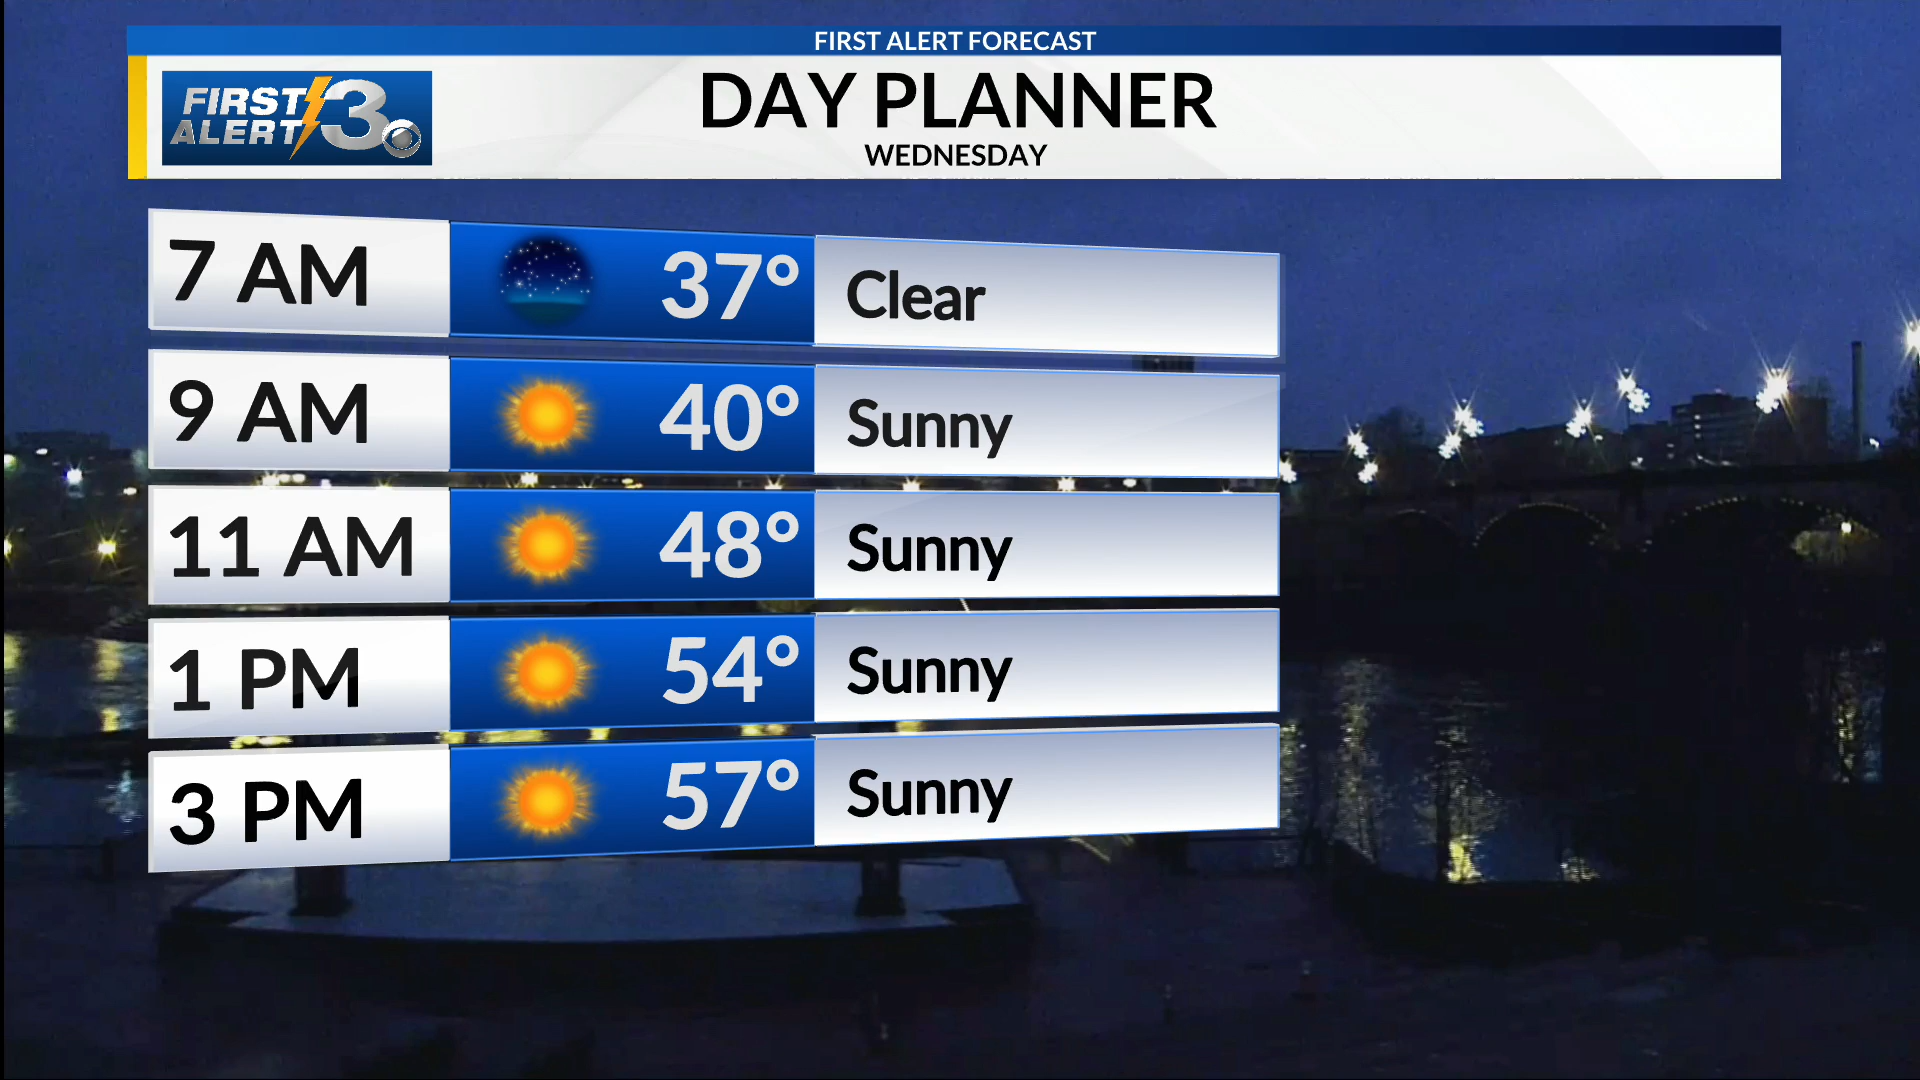 FIRST ALERT FORECAST
FIRST
ALERT
3
DAY PLANNER
WEDNESDAY
7 AM 37° Clear
9 AM 40° Sunny
11 AM 48° Sunny
1 PM 54° Sunny
3 PM 57° Sunny